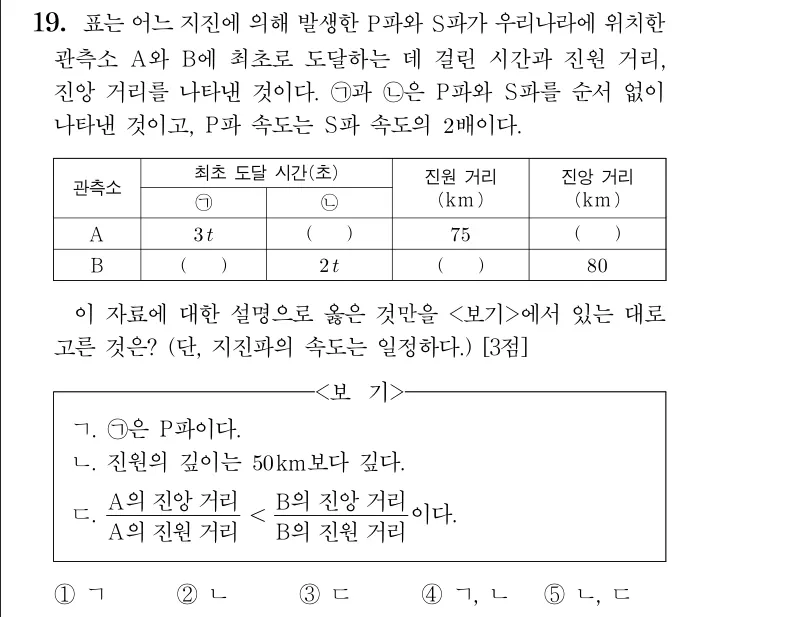 19. 표는 어느 지진에 의해 발생한 P파와 S파가 우리나라에 위치한
관측소 A와 B에 최초로 도달하는 데 걸린 시간과 진원 거리,
진앙 거리를 나타낸 것이다. ㉠과 ㉡은 P파와 S파를 순서 없이
나타낸 것이고, P파 속도는 S파 속도의 2배이다.
관측소 최초 도달 시간(초) 진원 거리 (km) 진앙 거리 (km)
㉠ ㉡
A 3t ( ) 75 ( )
B ( ) 2t ( ) 80
이 자료에 대한 설명으로 옳은 것만을 <보기>에서 있는 대로
고른 것은? (단, 지진파의 속도는 일정하다.) [3점]
<보 기>
ㄱ. ㉠은 P파이다.
ㄴ. 진원의 깊이는 50km보다 깊다.
ㄷ. A의 진앙 거리/A의 진원 거리 < B의 진앙 거리/B의 진원 거리이다.
① ㄱ ② ㄴ ③ ㄷ ④ ㄱ, ㄴ ⑤ ㄴ, ㄷ